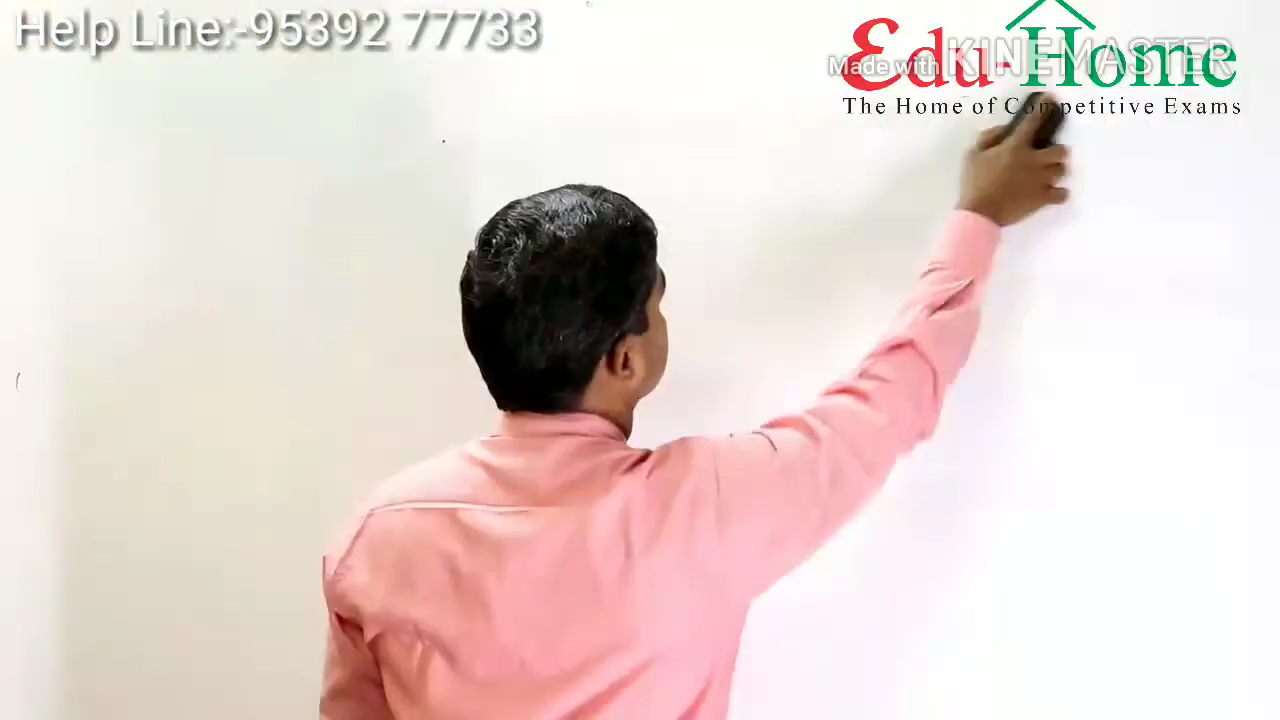 Help Line:-95392 77733
Edu-Home
Made with KINEMASTER
The Home of Competitive Exams